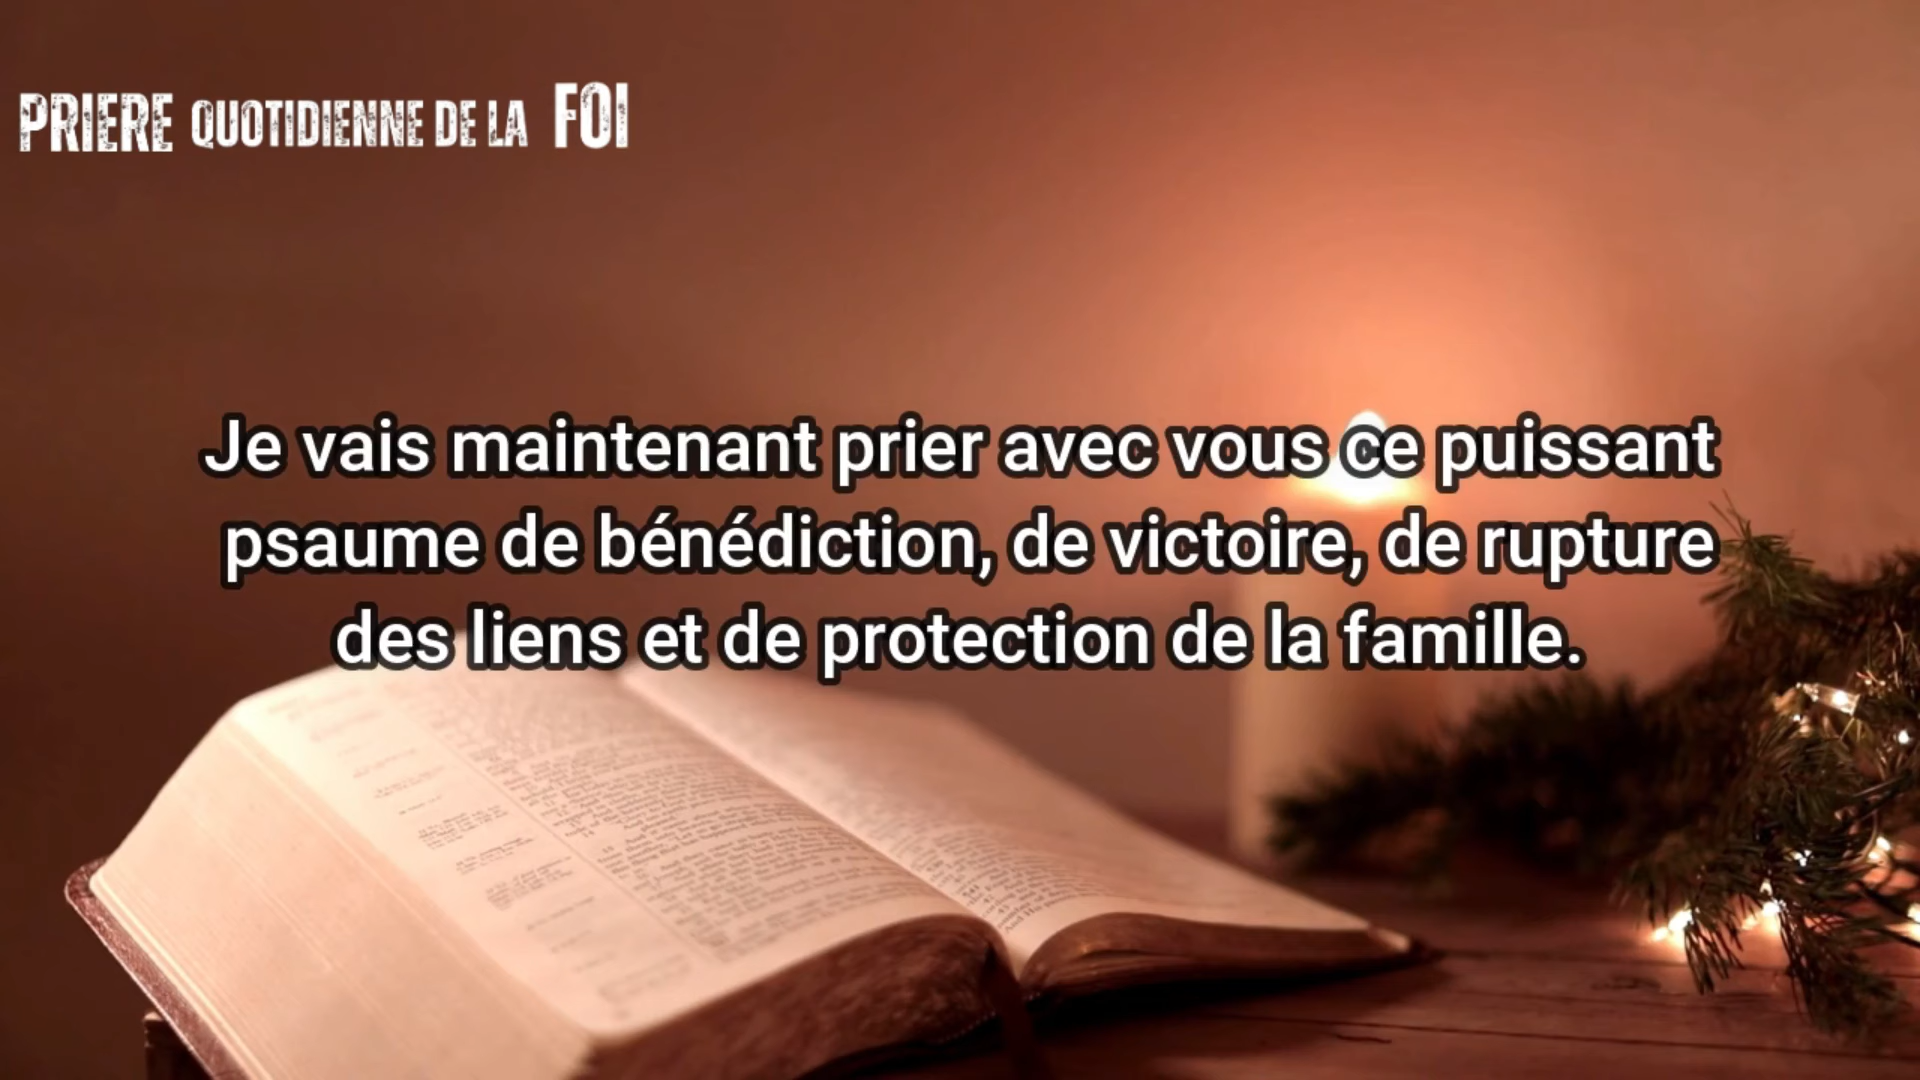 PRIERE QUOTIDIENNE DE LA FOI
Je vais maintenant prier avec vous ce puissant
psaume de bénédiction, de victoire, de rupture
des liens et de protection de la famille.